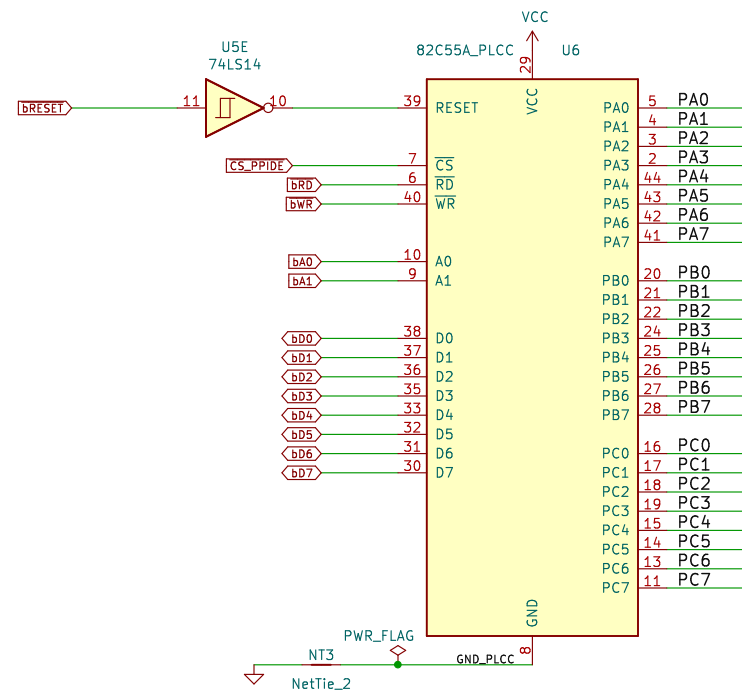 VCC
U5E
74LS14
82C55A_PLCC
U6
29
VCC
bRESET
11
10
39
RESET
CS_PPIDE
7
CS
bRD
6
RD
bWR
40
WR
bA0
10
A0
bA1
9
A1
bD0
38
D0
bD1
37
D1
bD2
36
D2
bD3
35
D3
bD4
33
D4
bD5
32
D5
bD6
31
D6
bD7
30
D7
PA0
5
PA0
PA1
4
PA1
PA2
3
PA2
PA3
2
PA3
PA4
44
PA4
PA5
43
PA5
PA6
42
PA6
PA7
41
PA7
PB0
20
PB0
PB1
21
PB1
PB2
22
PB2
PB3
24
PB3
PB4
25
PB4
PB5
26
PB5
PB6
27
PB6
PB7
28
PB7
PC0
16
PC0
PC1
17
PC1
PC2
18
PC2
PC3
19
PC3
PC4
15
PC4
PC5
14
PC5
PC6
13
PC6
PC7
11
PC7
GND
8
PWR_FLAG
NT3
GND_PLCC
NetTie_2